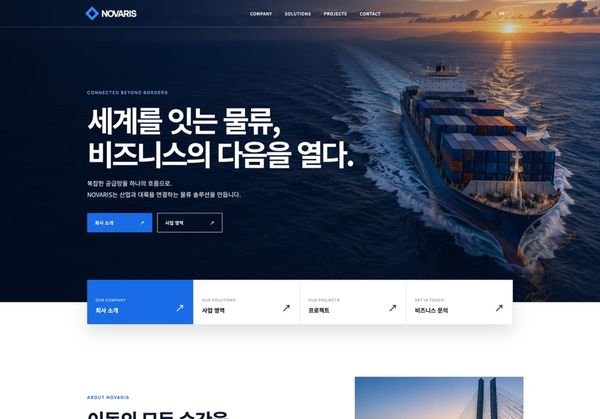 NOVARIS
COMPANY SOLUTIONS PROJECTS CONTACT
CONNECTED BEYOND BORDERS
세계를 잇는 물류,
비즈니스의 다음을 열다.
복잡한 공급망을 하나의 흐름으로.
NOVARIS는 산업과 대륙을 연결하는 물류 솔루션을 만듭니다.
회사 소개 ↗ 사업 영역 ↗
OUR COMPANY
회사 소개 ↗
OUR SOLUTIONS
사업 영역 ↗
OUR PROJECTS
프로젝트 ↗
GET IN TOUCH
비즈니스 문의 ↗
ABOUT NOVARIS